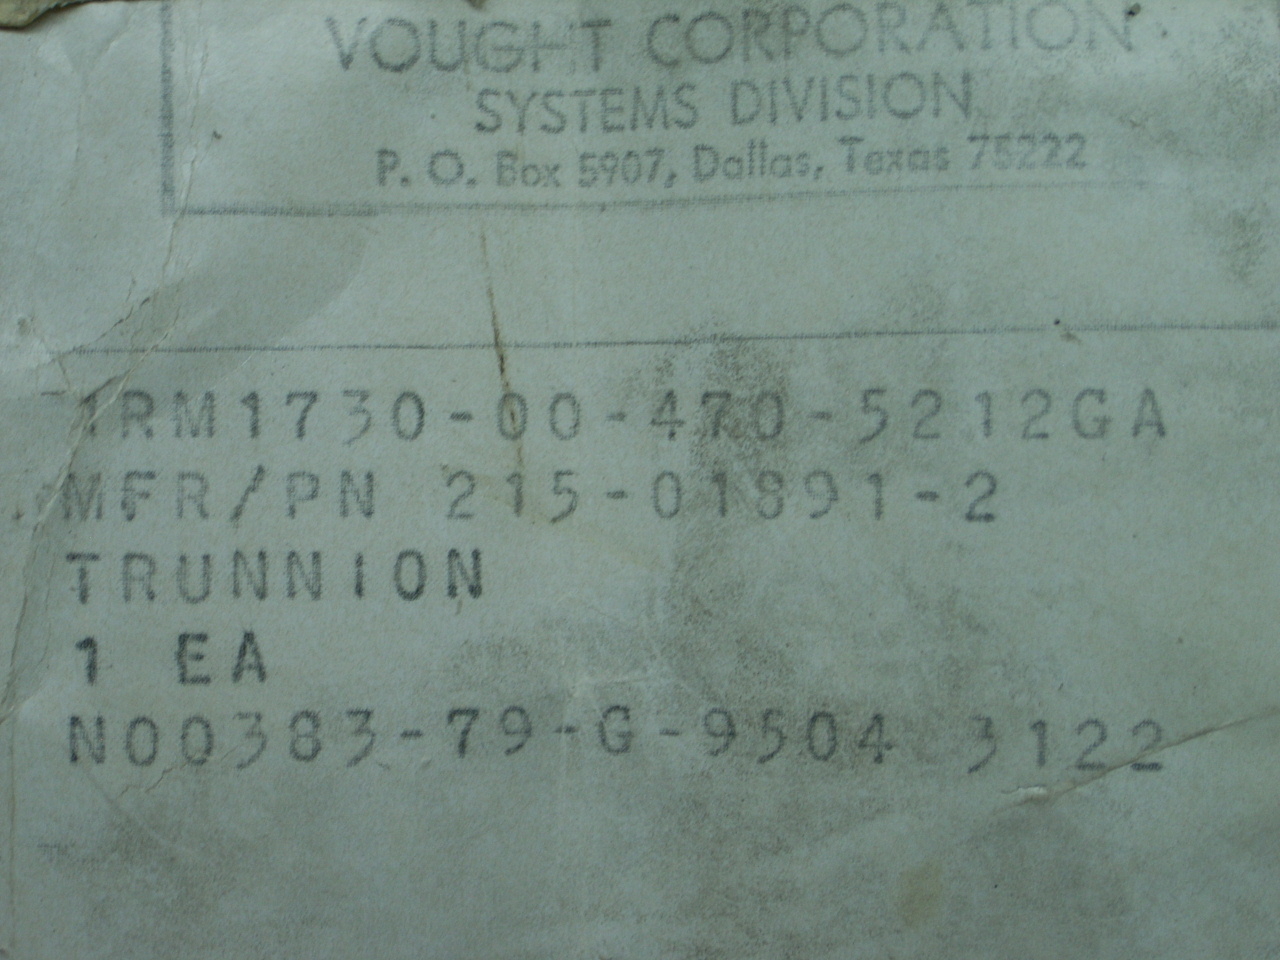 VOUGHT CORPORATION
SYSTEMS DIVISION
P. O. Box 5907, Dallas, Texas 75222
1RM1730-00-470-5212GA
MFR/PN 215-01891-2
TRUNNION
1 EA
N00383-79-G-9504 3122